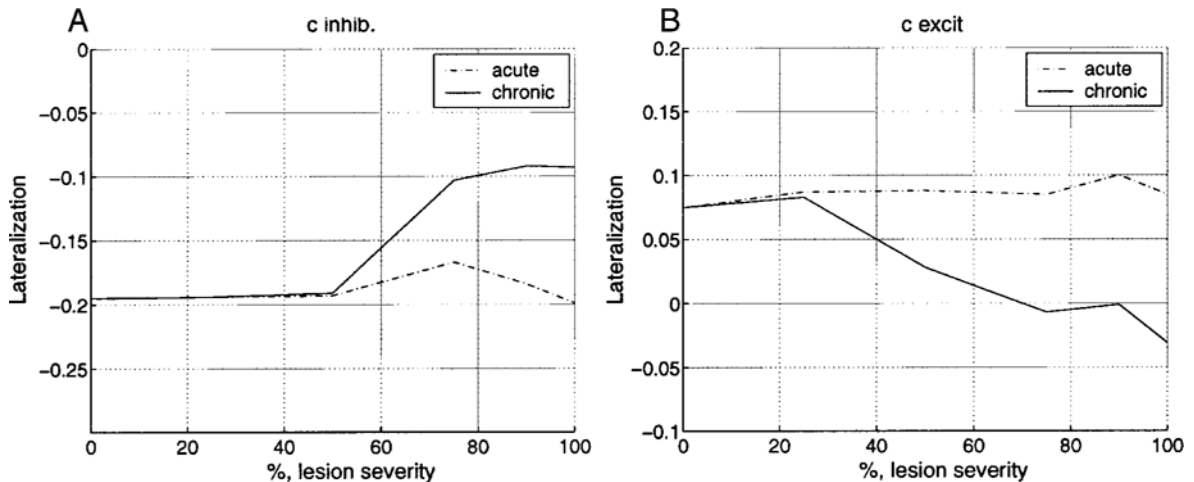 A
c inhib.
0
−0.05
−0.1
−0.15
−0.2
−0.25
Lateralization
acute
chronic
0
20
40
60
80
100
%, lesion severity
B
c excit
0.2
0.15
0.1
0.05
0
−0.05
−0.1
Lateralization
acute
chronic
0
20
40
60
80
100
%, lesion severity